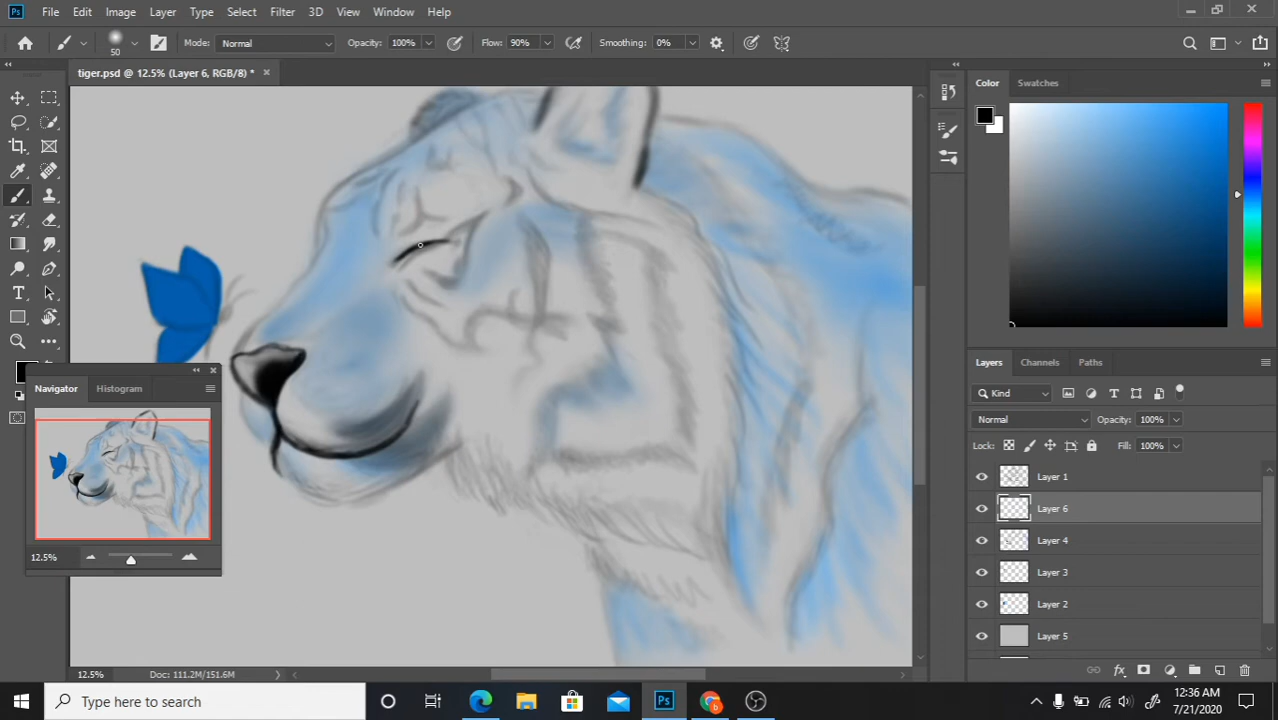 Ps File Edit Image Layer Type Select Filter 3D View Window Help
50 Mode: Normal Opacity: 100% Flow: 90% Smoothing: 0%
tiger.psd @ 12.5% (Layer 6, RGB/8) *
Color Swatches
Navigator Histogram
12.5%
Layers Channels Paths
Kind
Normal Opacity: 100%
Lock: Fill: 100%
Layer 1
Layer 6
Layer 4
Layer 3
Layer 2
Layer 5
12.5% Doc: 111.2M/151.6M
Type here to search
Ps
12:36 AM
7/21/2020